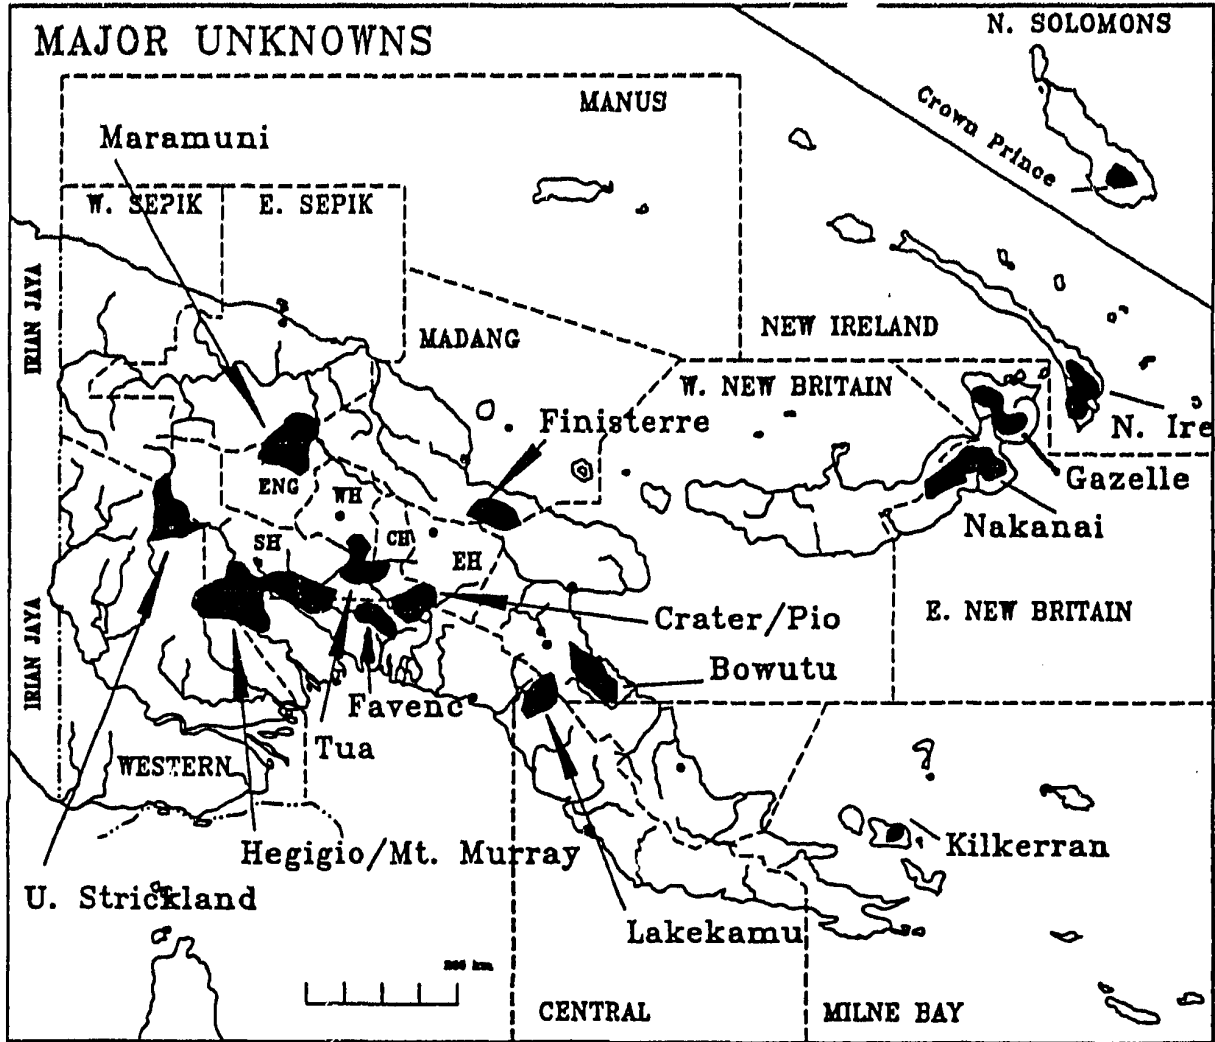 N. SOLOMONS
MAJOR UNKNOWNS
MANUS
Crown Prince
Maramuni
W. SEPIK
E. SEPIK
IRIAN JAYA
NEW IRELAND
MADANG
W. NEW BRITAIN
Finisterre
N. Ire
Gazelle
ENG
WH
Nakanai
SH
CH
EH
E. NEW BRITAIN
Crater/Pio
IRIAN JAYA
Bowutu
Favenc
Tua
WESTERN
Hegigio/Mt. Murray
Kilkerran
U. Strickland
Lakekamu
200 km
CENTRAL
MILNE BAY